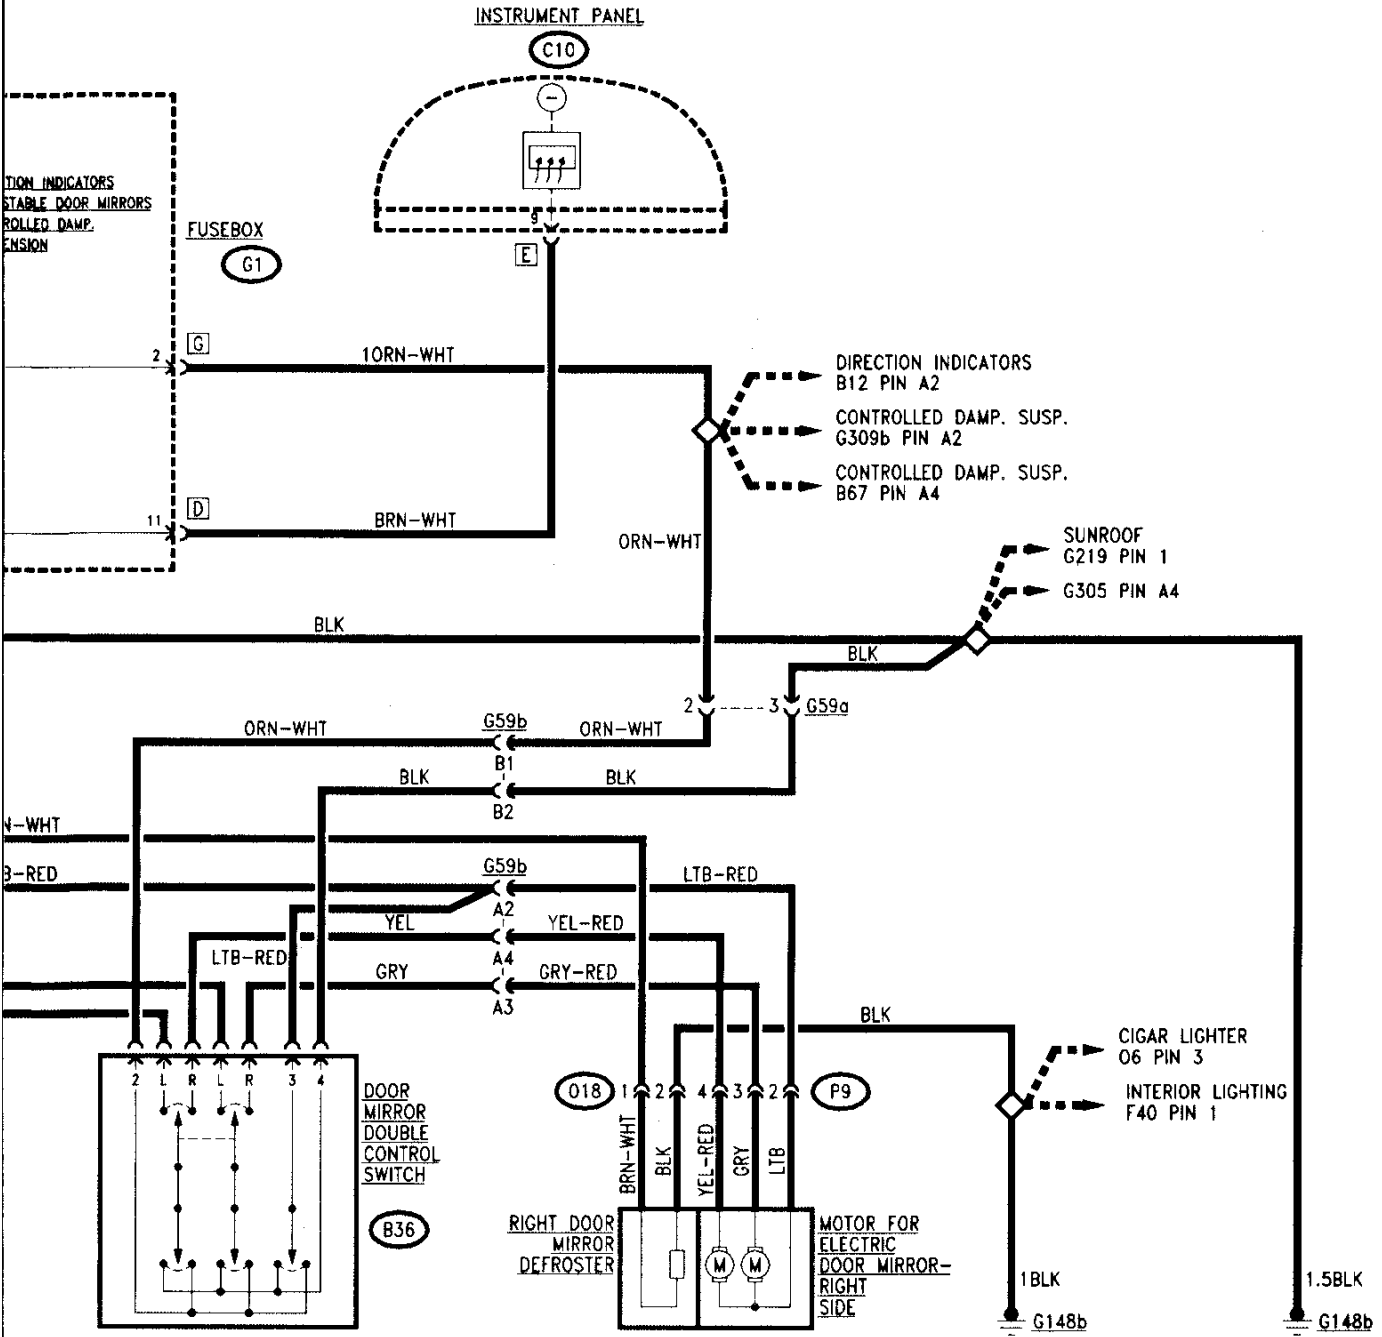 INSTRUMENT PANEL
C10
TION INDICATORS
STABLE DOOR MIRRORS
ROLLED DAMP.
ENSION
FUSEBOX
G1
9
E
2
G
1ORN-WHT
DIRECTION INDICATORS
B12 PIN A2
CONTROLLED DAMP. SUSP.
G309b PIN A2
CONTROLLED DAMP. SUSP.
B67 PIN A4
11
D
BRN-WHT
ORN-WHT
SUNROOF
G219 PIN 1
G305 PIN A4
BLK
BLK
2
3
G59a
ORN-WHT
G59b
ORN-WHT
B1
BLK
BLK
B2
N-WHT
B-RED
G59b
LTB-RED
A2
YEL
YEL-RED
A4
LTB-RED
GRY
GRY-RED
A3
BLK
CIGAR LIGHTER
O6 PIN 3
INTERIOR LIGHTING
F40 PIN 1
2 L R L R 3 4
DOOR
MIRROR
DOUBLE
CONTROL
SWITCH
B36
O18
1 2 4 3 2
P9
BRN-WHT
BLK
YEL-RED
GRY
LTB
RIGHT DOOR
MIRROR
DEFROSTER
M M
MOTOR FOR
ELECTRIC
DOOR MIRROR-
RIGHT
SIDE
1BLK
G148b
1.5BLK
G148b